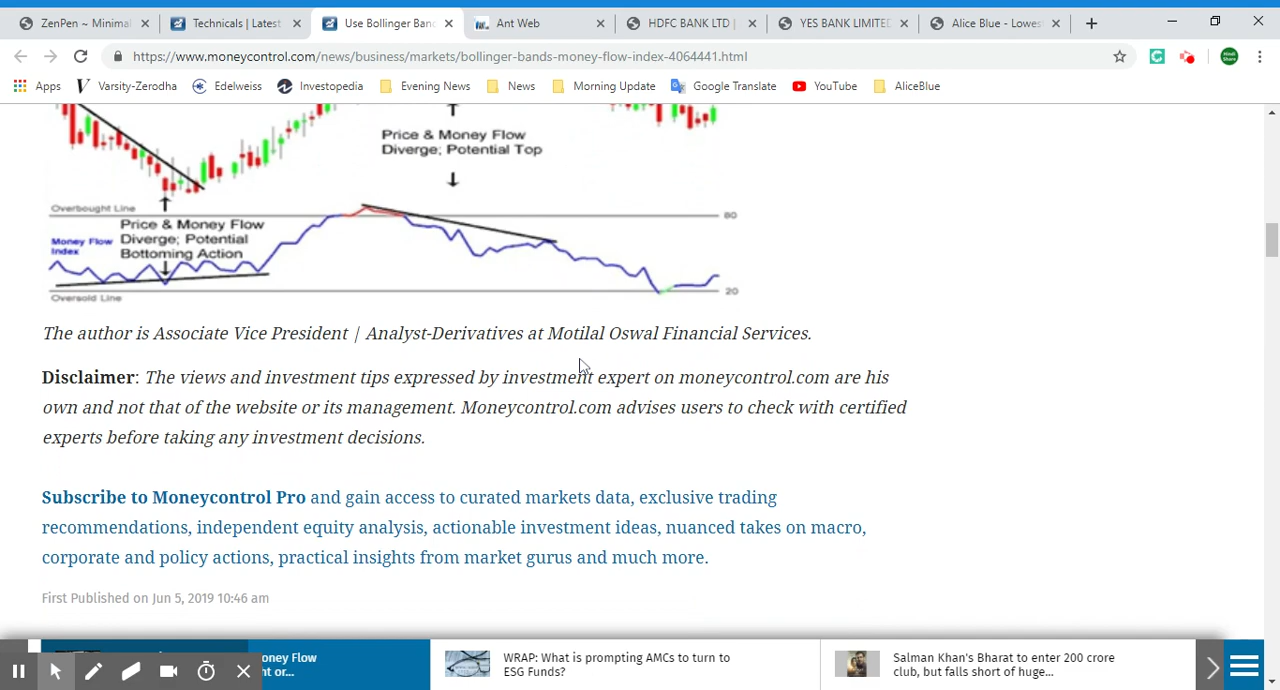 ZenPen ~ Minimal
Technicals | Latest
Use Bollinger Band
Ant Web
HDFC BANK LTD |
YES BANK LIMITED
Alice Blue - Lowes
https://www.moneycontrol.com/news/business/markets/bollinger-bands-money-flow-index-4064441.html
Apps
Varsity-Zerodha
Edelweiss
Investopedia
Evening News
News
Morning Update
Google Translate
YouTube
AliceBlue
Price & Money Flow
Diverge; Potential Top
Overbought Line
80
Price & Money Flow
Diverge; Potential
Bottoming Action
Money Flow
Index
Oversold Line
20
The author is Associate Vice President | Analyst-Derivatives at Motilal Oswal Financial Services.
Disclaimer: The views and investment tips expressed by investment expert on moneycontrol.com are his
own and not that of the website or its management. Moneycontrol.com advises users to check with certified
experts before taking any investment decisions.
Subscribe to Moneycontrol Pro and gain access to curated markets data, exclusive trading
recommendations, independent equity analysis, actionable investment ideas, nuanced takes on macro,
corporate and policy actions, practical insights from market gurus and much more.
First Published on Jun 5, 2019 10:46 am
oney Flow
nt or...
WRAP: What is prompting AMCs to turn to
ESG Funds?
Salman Khan's Bharat to enter 200 crore
club, but falls short of huge...